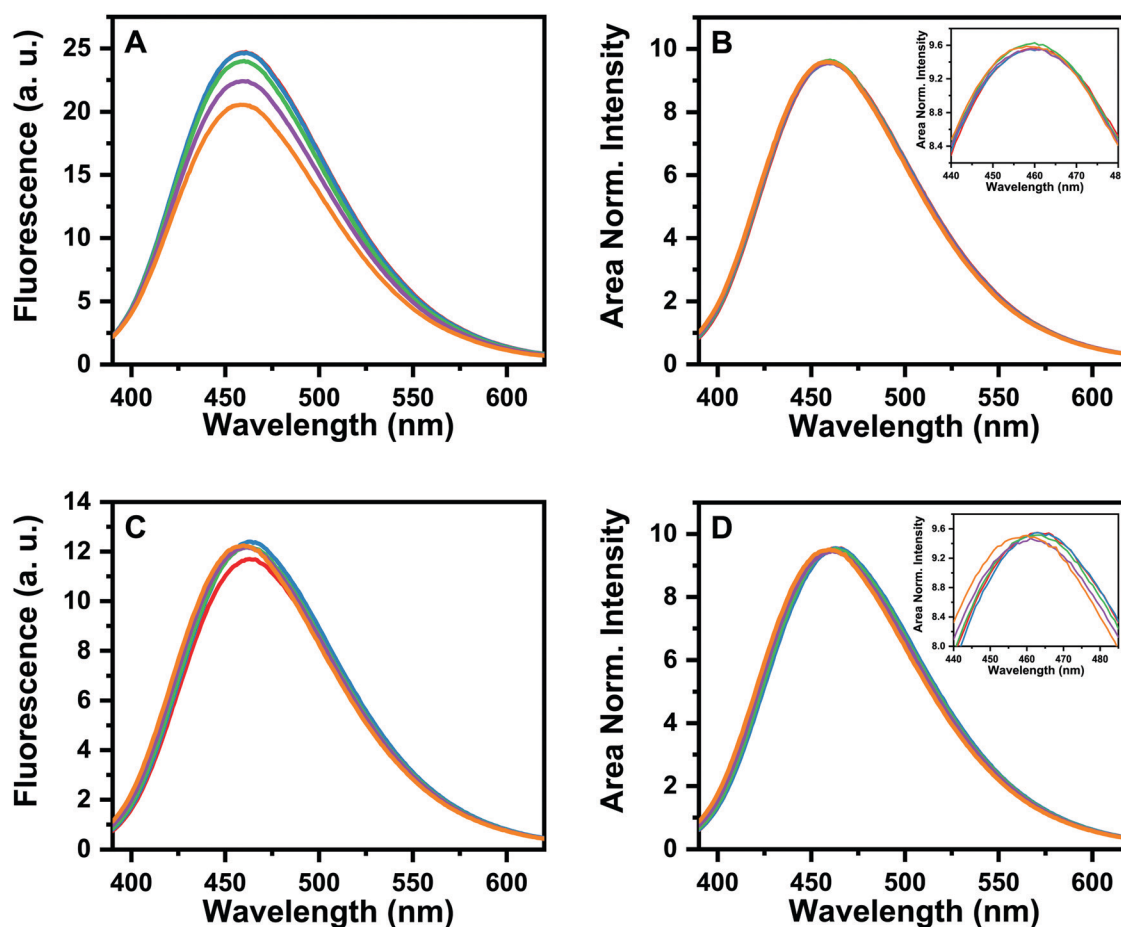 A
Fluorescence (a. u.)
25
20
15
10
5
0
400 450 500 550 600
Wavelength (nm)
B
Area Norm. Intensity
10
8
6
4
2
0
400 450 500 550 600
Wavelength (nm)
Area Norm. Intensity
9.6
9.2
8.8
8.4
440 450 460 470 48
Wavelength (nm)
C
Fluorescence (a. u.)
14
12
10
8
6
4
2
0
400 450 500 550 600
Wavelength (nm)
D
Area Norm. Intensity
10
8
6
4
2
0
400 450 500 550 600
Wavelength (nm)
Area Norm. Intensity
9.6
9.2
8.8
8.4
8.0
440 450 460 470 480
Wavelength (nm)